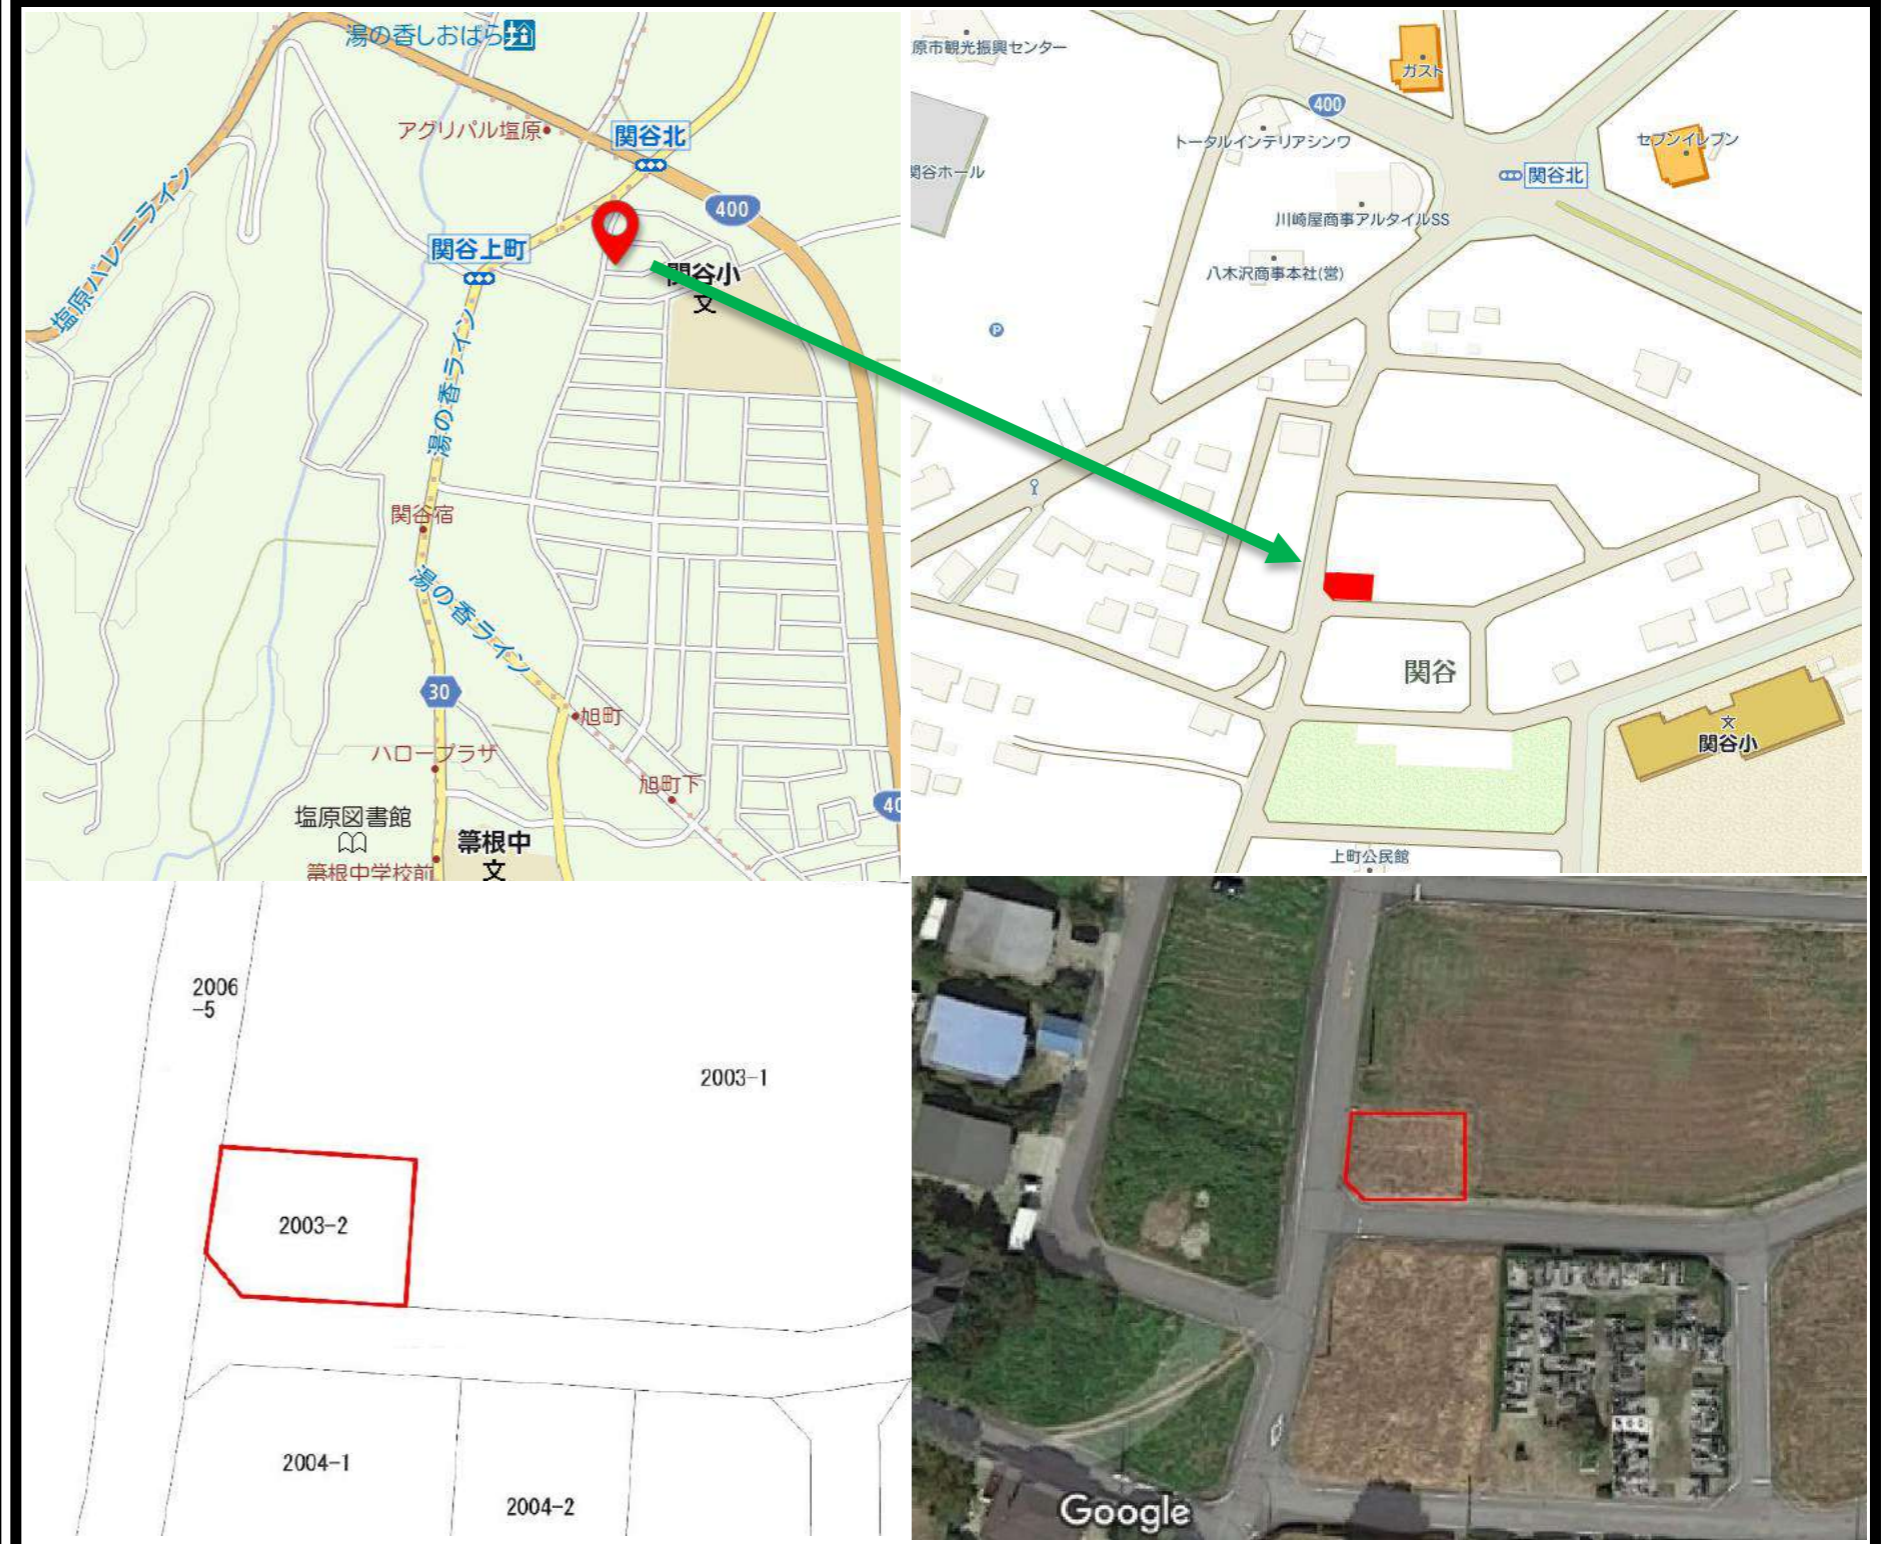 湯の香しおばら
アグリパル塩原
関谷北
400
塩原バレーライン
関谷上町
関谷小
文
湯の香ライン
関谷宿
湯の香ライン
30
旭町
ハロープラザ
旭町下
40
塩原図書館
箒根中
文
箒根中学校前
原市観光振興センター
ガスト
400
トータルインテリアシンワ
セブンイレブン
関谷ホール
関谷北
川崎屋商事アルタイルSS
八木沢商事本社(営)
P
関谷
文
関谷小
上町公民館
2006
-5
2003-1
2003-2
2004-1
2004-2
Google